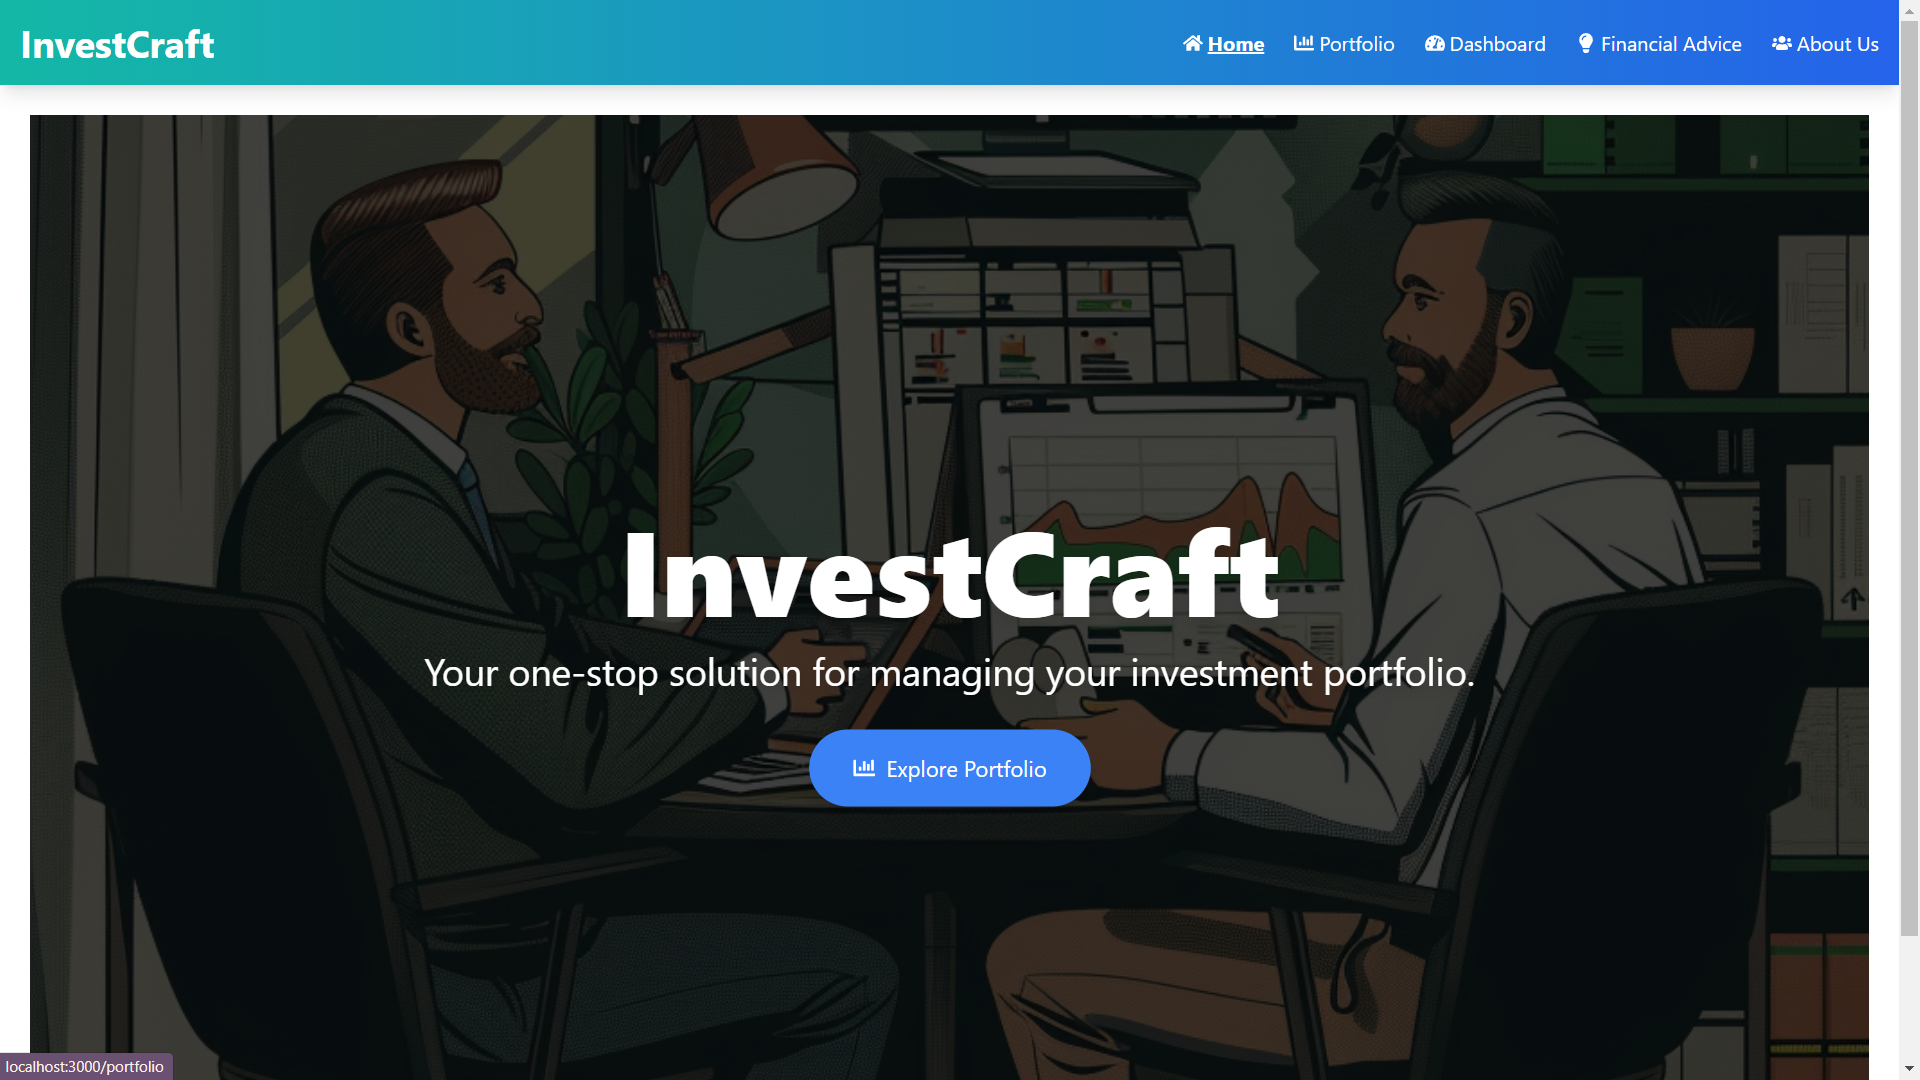 InvestCraft
Home
Portfolio
Dashboard
Financial Advice
About Us
InvestCraft
Your one-stop solution for managing your investment portfolio.
Explore Portfolio
localhost:3000/portfolio